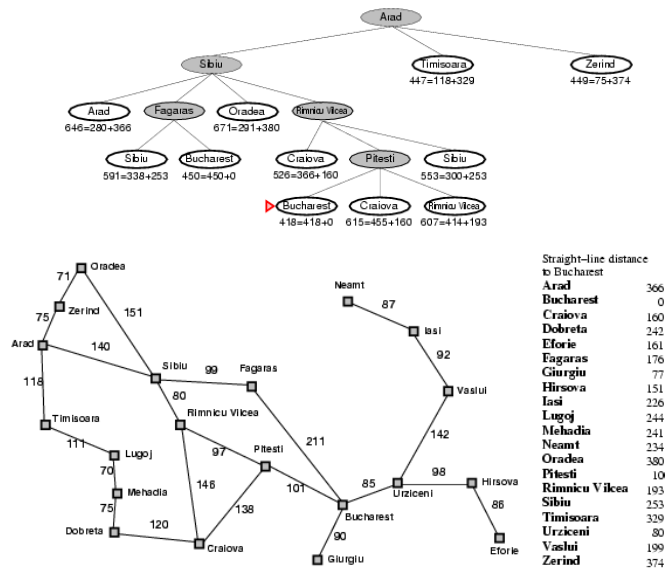 Arad
Sibiu Timisoara Zerind
447=118+329 449=75+374
Arad Fagaras Oradea Rimnicu Vilcea
646=280+366 671=291+380
Sibiu Bucharest Craiova Pitesti Sibiu
591=338+253 450=450+0 526=366+160 553=300+253
Bucharest Craiova Rimnicu Vilcea
418=418+0 615=455+160 607=414+193
Oradea
71
Zerind
75
151
Arad
140
118
Sibiu
99
Fagaras
80
Rimnicu Vilcea
Timisoara
111
Lugoj
70
Mehadia
75
Dobreta
120
Craiova
146
97
Pitesti
138
101
211
Bucharest
90
Giurgiu
85
Urziceni
Neamt
87
Iasi
92
Vaslui
142
98
Hirsova
86
Eforie
Straight-line distance
to Bucharest
Arad 366
Bucharest 0
Craiova 160
Dobreta 242
Eforie 161
Fagaras 176
Giurgiu 77
Hirsova 151
Iasi 226
Lugoj 244
Mehadia 241
Neamt 234
Oradea 380
Pitesti 10
Rimnicu Vilcea 193
Sibiu 253
Timisoara 329
Urziceni 80
Vaslui 199
Zerind 374